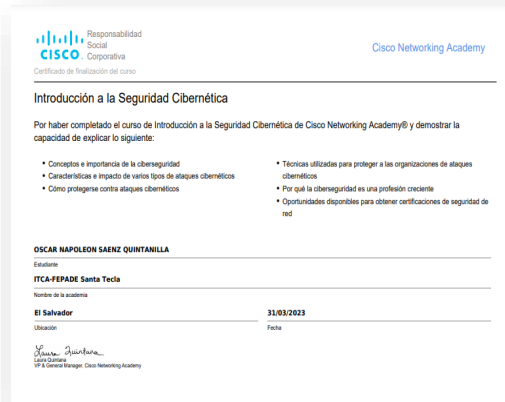 Responsabilidad
Social
Corporativa
CISCO.
Cisco Networking Academy
Certificado de finalización del curso
Introducción a la Seguridad Cibernética
Por haber completado el curso de Introducción a la Seguridad Cibernética de Cisco Networking Academy® y demostrar la
capacidad de explicar lo siguiente:
• Conceptos e importancia de la ciberseguridad
• Características e impacto de varios tipos de ataques cibernéticos
• Cómo protegerse contra ataques cibernéticos
• Técnicas utilizadas para proteger a las organizaciones de ataques
cibernéticos
• Por qué la ciberseguridad es una profesión creciente
• Oportunidades disponibles para obtener certificaciones de seguridad de
red
OSCAR NAPOLEON SAENZ QUINTANILLA
Estudiante
ITCA-FEPADE Santa Tecla
Nombre de la academia
El Salvador
31/03/2023
Ubicación
Fecha
Laura Quintana
Laura Quintana
VP & General Manager, Cisco Networking Academy